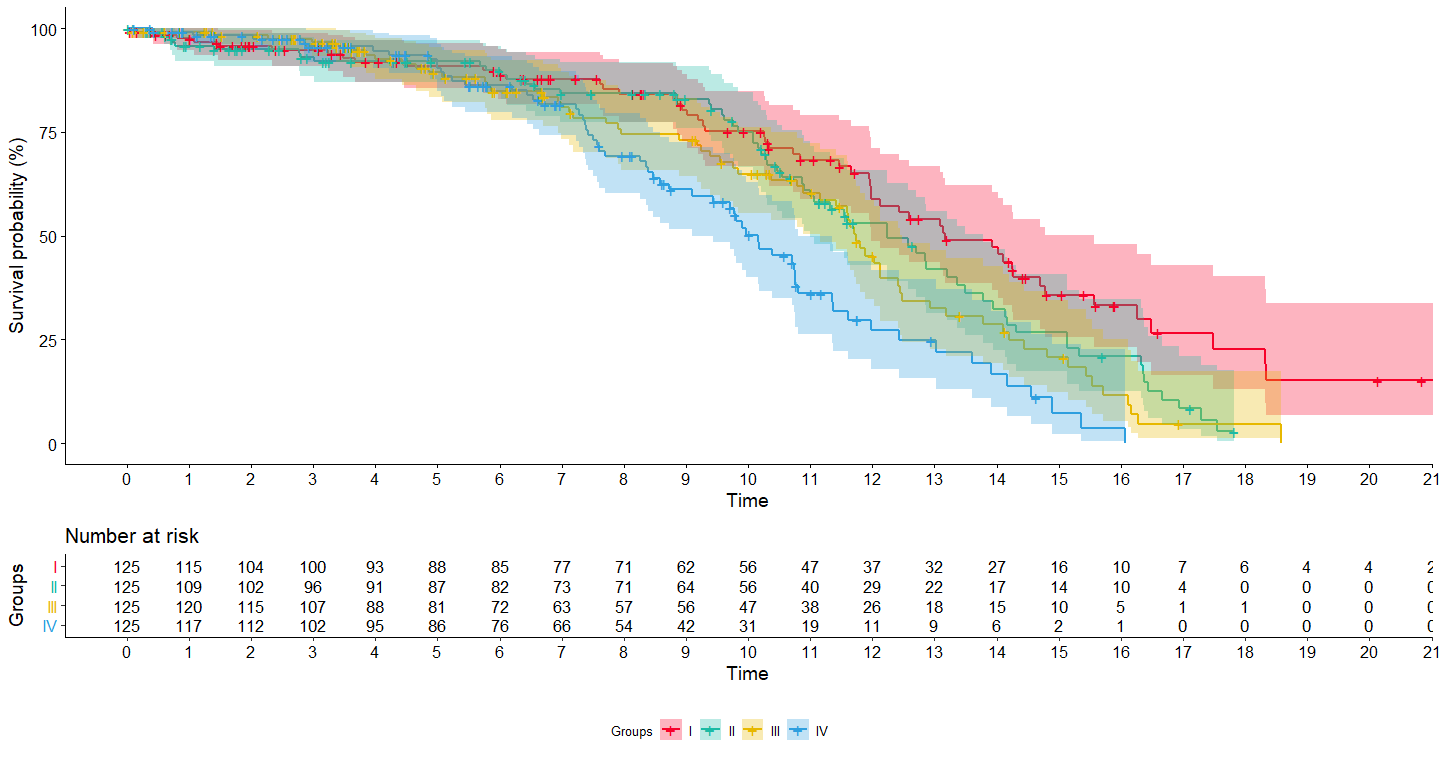 Survival probability (%)
100
75
50
25
0
0 1 2 3 4 5 6 7 8 9 10 11 12 13 14 15 16 17 18 19 20 21
Time
Number at risk
Groups
I 125 115 104 100 93 88 85 77 71 62 56 47 37 32 27 16 10 7 6 4 4 2
II 125 109 102 96 91 87 82 73 71 64 56 40 29 22 17 14 10 4 0 0 0 0
III 125 120 115 107 88 81 72 63 57 56 47 38 26 18 15 10 5 1 1 0 0 0
IV 125 117 112 102 95 86 76 66 54 42 31 19 11 9 6 2 1 0 0 0 0 0
0 1 2 3 4 5 6 7 8 9 10 11 12 13 14 15 16 17 18 19 20 21
Time
Groups I II III IV